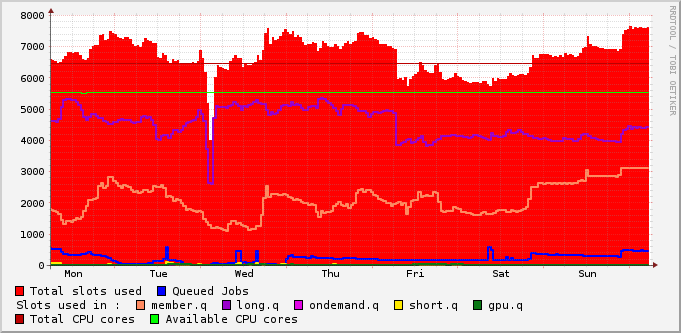 8000
7000
6000
5000
4000
3000
2000
1000
0
Mon Tue Wed Thu Fri Sat Sun
RRDTOOL / TOBI OETIKER
Total slots used Queued Jobs
Slots used in : member.q long.q ondemand.q short.q gpu.q
Total CPU cores Available CPU cores